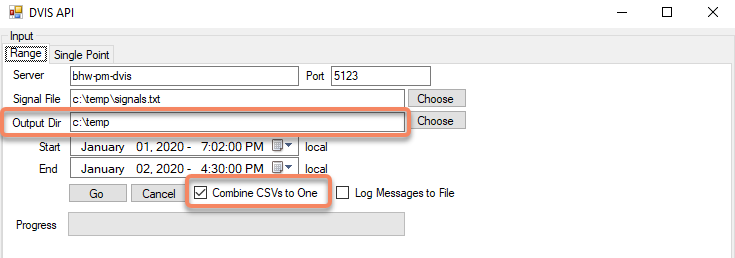 DVIS API
Input
Range Single Point
Server bhw-pm-dvis Port 5123
Signal File c:\temp\signals.txt Choose
Output Dir c:\temp Choose
Start January 01, 2020 - 7:02:00 PM local
End January 02, 2020 - 4:30:00 PM local
Go Cancel Combine CSVs to One Log Messages to File
Progress